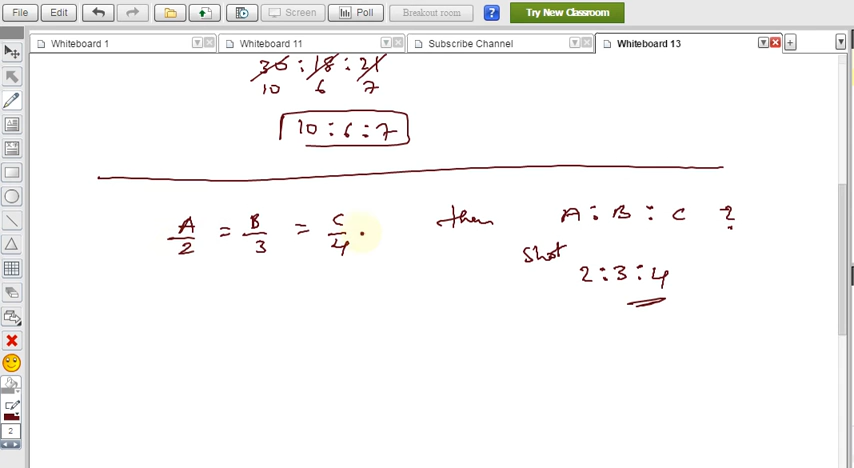 File Edit Screen Poll Breakout room ? Try New Classroom
Whiteboard 1 Whiteboard 11 Subscribe Channel Whiteboard 13
30 : 18 : 21
10 6 7
10 : 6 : 7
A/2 = B/3 = C/4 . then A : B : C ?
Shot
2 : 3 : 4
2